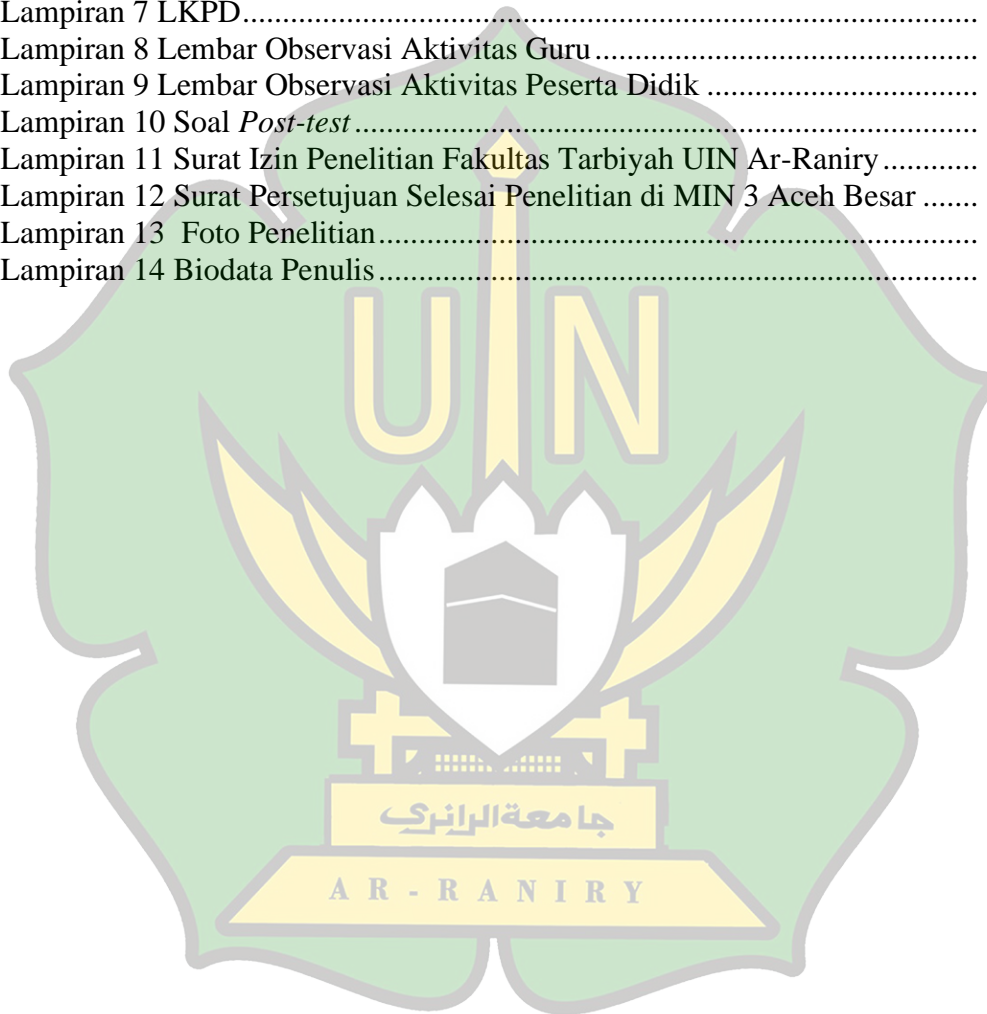 Lampiran 7 LKPD..............................................................................................
Lampiran 8 Lembar Observasi Aktivitas Guru.................................................
Lampiran 9 Lembar Observasi Aktivitas Peserta Didik ..................................
Lampiran 10 Soal Post-test...............................................................................
Lampiran 11 Surat Izin Penelitian Fakultas Tarbiyah UIN Ar-Raniry............
Lampiran 12 Surat Persetujuan Selesai Penelitian di MIN 3 Aceh Besar .......
Lampiran 13  Foto Penelitian............................................................................
Lampiran 14 Biodata Penulis............................................................................
UIN
جامعةالرانري
AR-RANIRY